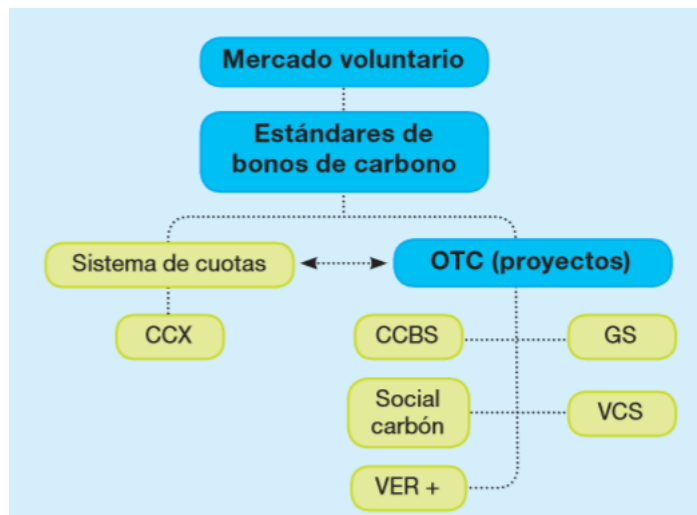 Mercado voluntario
Estándares de
bonos de carbono
Sistema de cuotas
OTC (proyectos)
CCX
CCBS
GS
Social
carbón
VCS
VER +